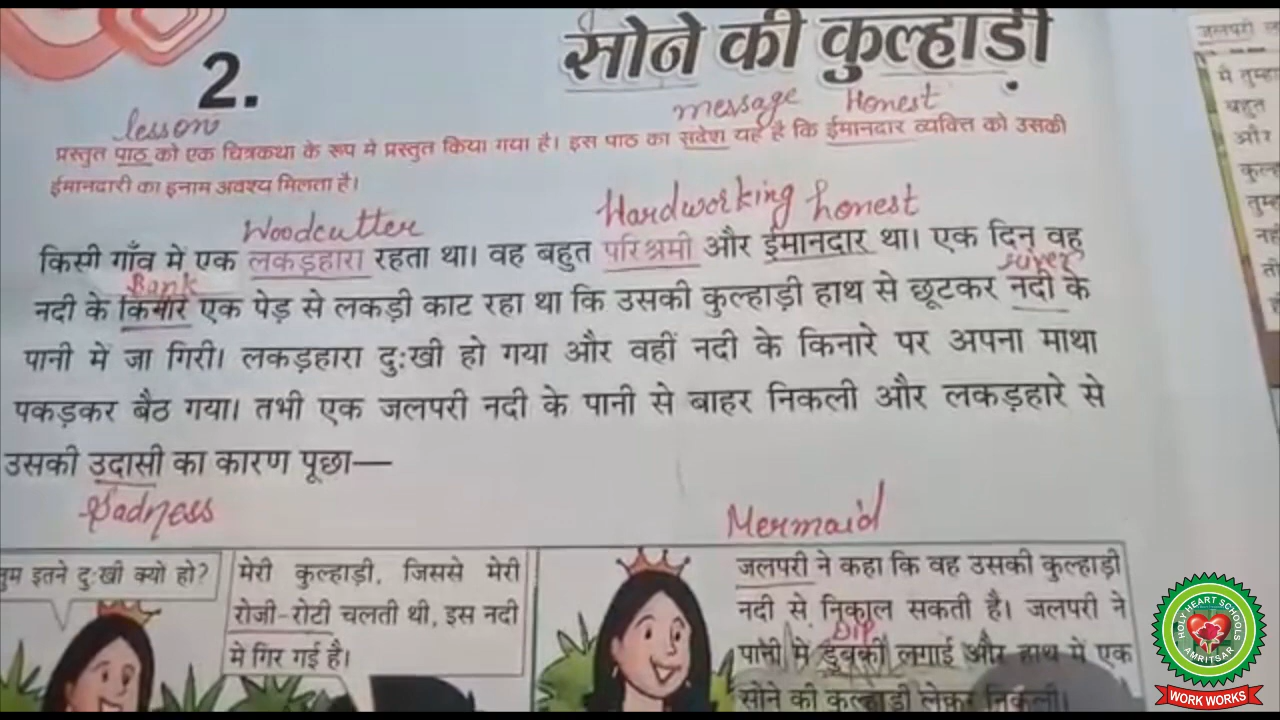 2.
सोने की कुल्हाड़ी
lesson
message Honest
प्रस्तुत पाठ को एक चित्रकथा के रूप मे प्रस्तुत किया गया है। इस पाठ का संदेश यह है कि ईमानदार व्यक्ति को उसकी
ईमानदारी का इनाम अवश्य मिलता है।
Woodcutter
Hardworking honest
किसी गाँव में एक लकड़हारा रहता था। वह बहुत परिश्रमी और ईमानदार था। एक दिन वह
Bank
river
नदी के किनारे एक पेड़ से लकड़ी काट रहा था कि उसकी कुल्हाड़ी हाथ से छूटकर नदी के
पानी में जा गिरी। लकड़हारा दुःखी हो गया और वहीं नदी के किनारे पर अपना माथा
पकड़कर बैठ गया। तभी एक जलपरी नदी के पानी से बाहर निकली और लकड़हारे से
उसकी उदासी का कारण पूछा—
Sadness
Mermaid
तुम इतने दुःखी क्यों हो?
मेरी कुल्हाड़ी, जिससे मेरी
रोजी-रोटी चलती थी, इस नदी
मे गिर गई है।
जलपरी ने कहा कि वह उसकी कुल्हाड़ी
नदी से निकाल सकती है। जलपरी ने
Dip
पानी में डुबकी लगाई और हाथ में एक
सोने की कुल्हाड़ी लेकर निकली।
जलपरी
मै तुम्हा
बहुत
और
कुल्हा
तुम्ह
HOLY HEART SCHOOLS
AMRITSAR
WORK WORKS